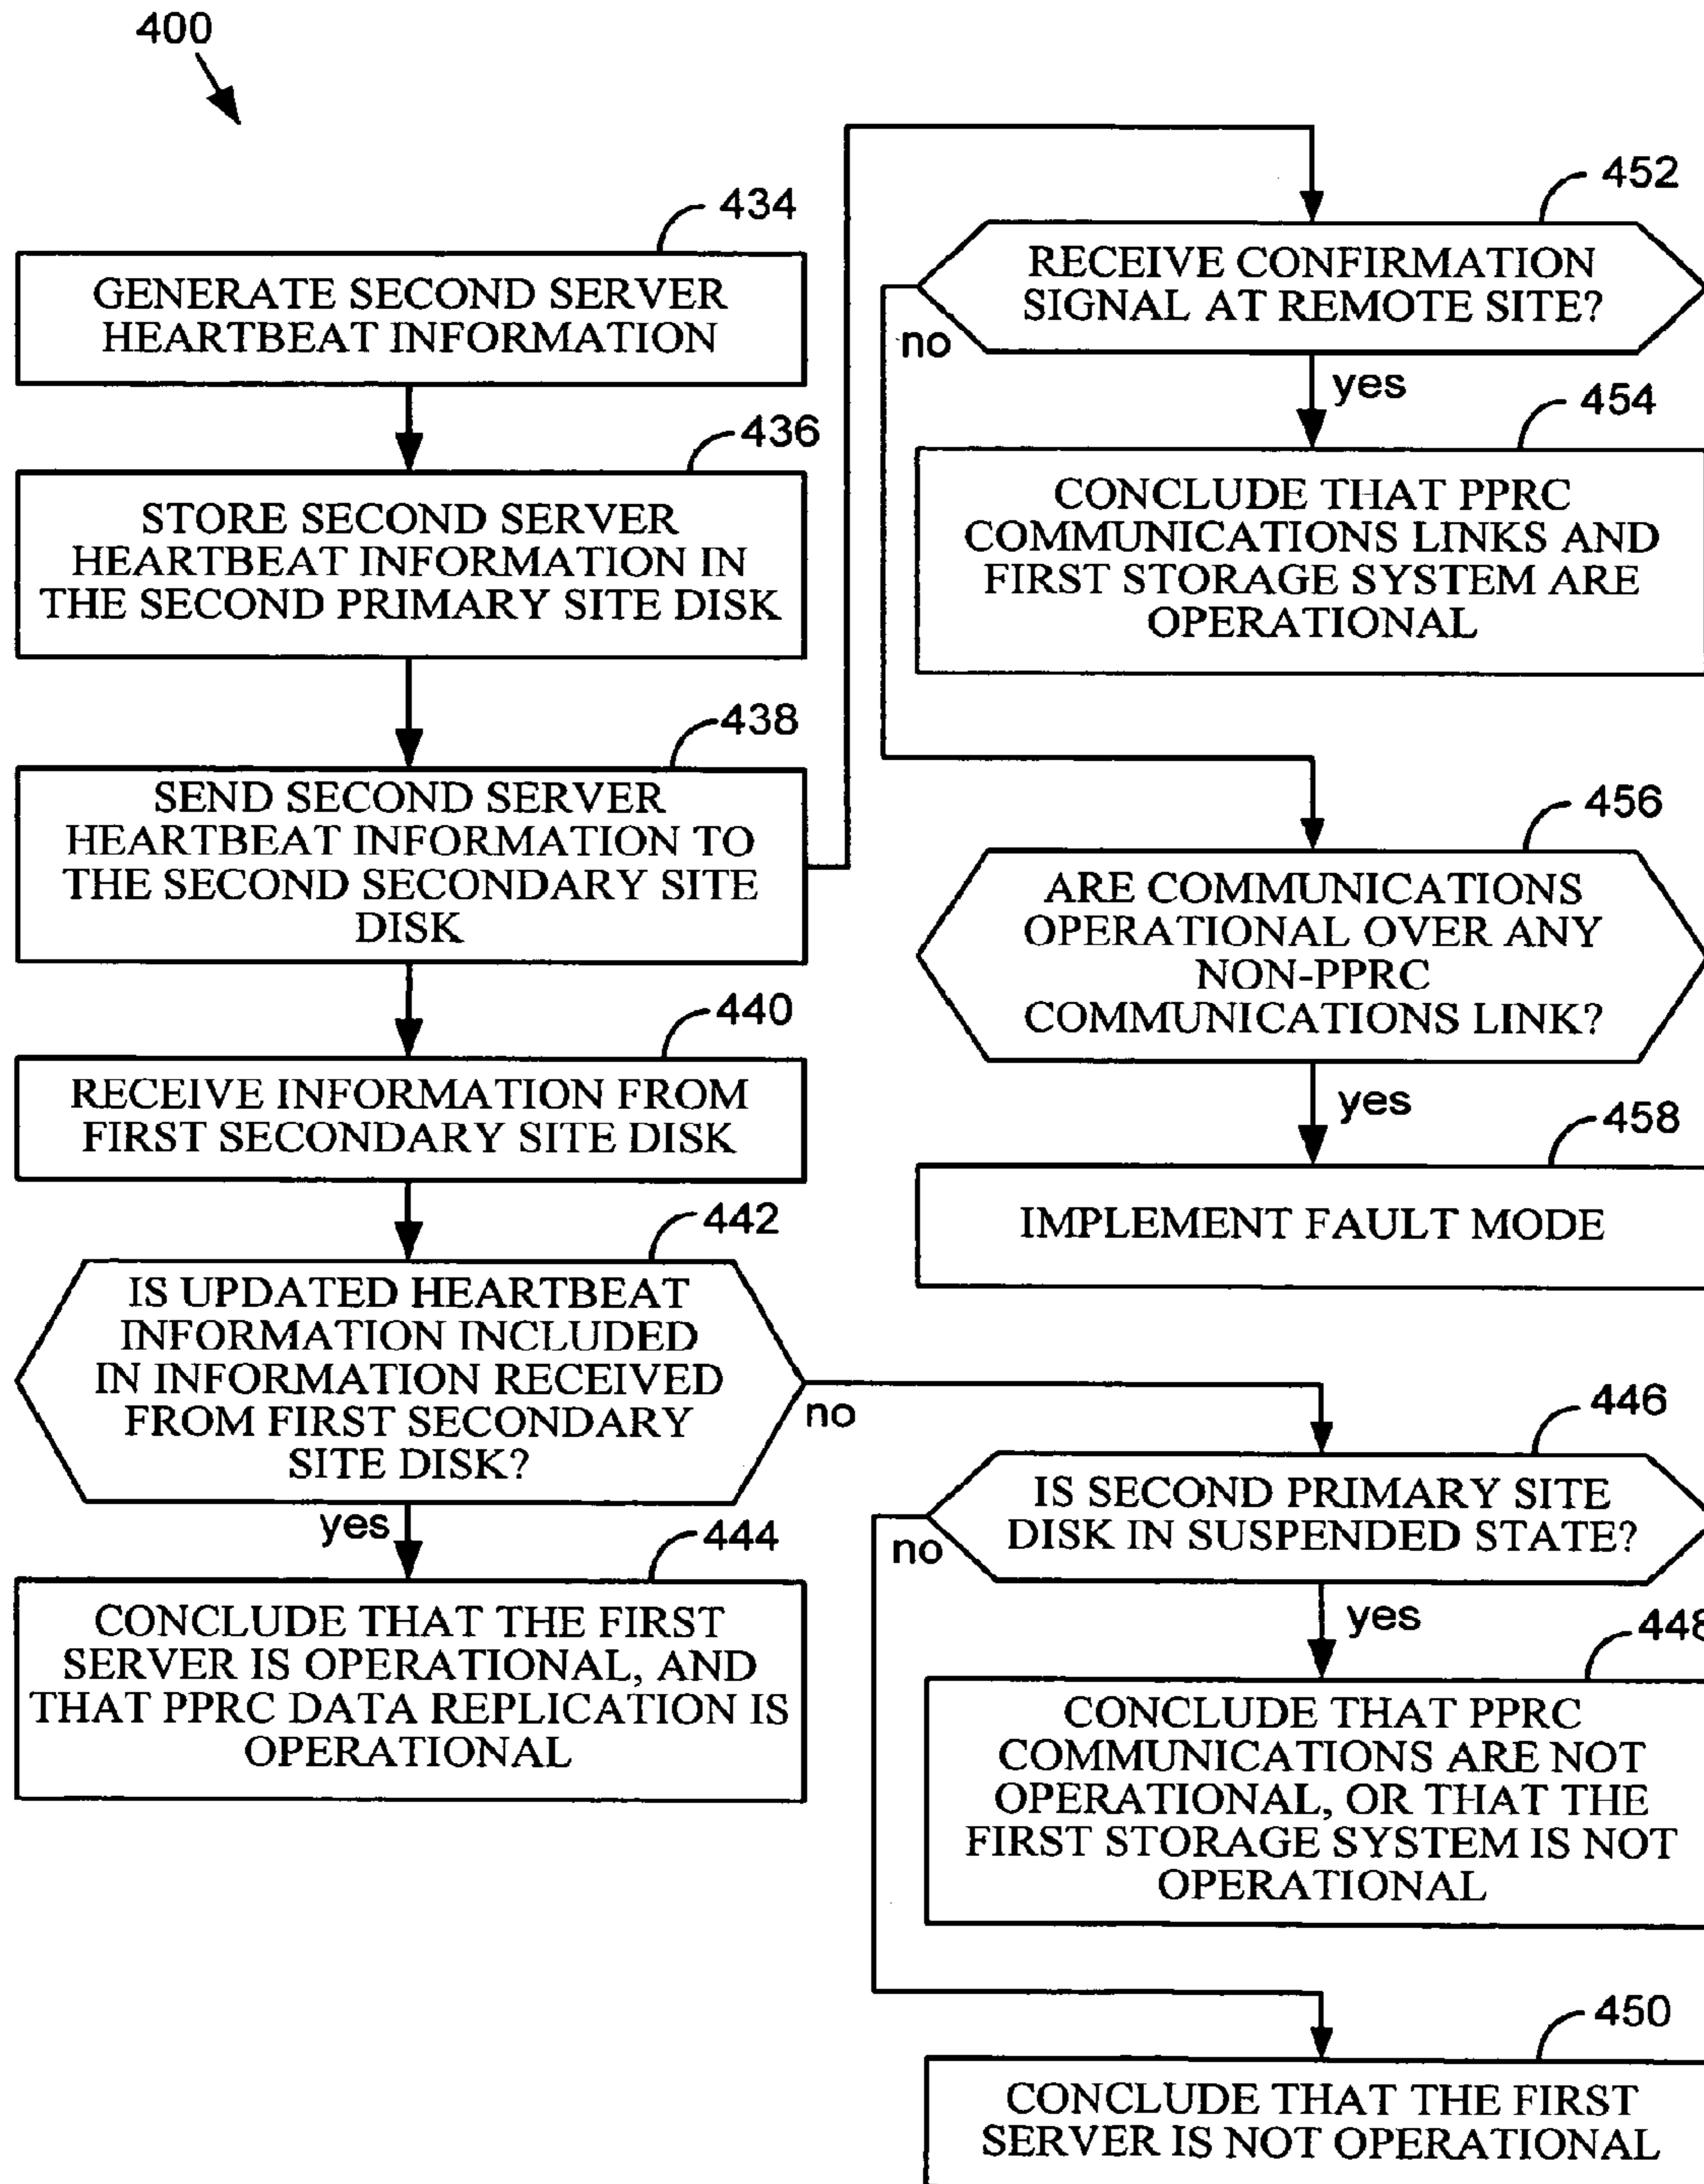 400
434
GENERATE SECOND SERVER
HEARTBEAT INFORMATION
436
STORE SECOND SERVER
HEARTBEAT INFORMATION IN
THE SECOND PRIMARY SITE DISK
438
SEND SECOND SERVER
HEARTBEAT INFORMATION TO
THE SECOND SECONDARY SITE
DISK
440
RECEIVE INFORMATION FROM
FIRST SECONDARY SITE DISK
442
IS UPDATED HEARTBEAT
INFORMATION INCLUDED
IN INFORMATION RECEIVED
FROM FIRST SECONDARY
SITE DISK?
no
yes
444
CONCLUDE THAT THE FIRST
SERVER IS OPERATIONAL, AND
THAT PPRC DATA REPLICATION IS
OPERATIONAL
452
RECEIVE CONFIRMATION
SIGNAL AT REMOTE SITE?
no
yes
454
CONCLUDE THAT PPRC
COMMUNICATIONS LINKS AND
FIRST STORAGE SYSTEM ARE
OPERATIONAL
456
ARE COMMUNICATIONS
OPERATIONAL OVER ANY
NON-PPRC
COMMUNICATIONS LINK?
yes
458
IMPLEMENT FAULT MODE
446
IS SECOND PRIMARY SITE
DISK IN SUSPENDED STATE?
no
yes
448
CONCLUDE THAT PPRC
COMMUNICATIONS ARE NOT
OPERATIONAL, OR THAT THE
FIRST STORAGE SYSTEM IS NOT
OPERATIONAL
450
CONCLUDE THAT THE FIRST
SERVER IS NOT OPERATIONAL